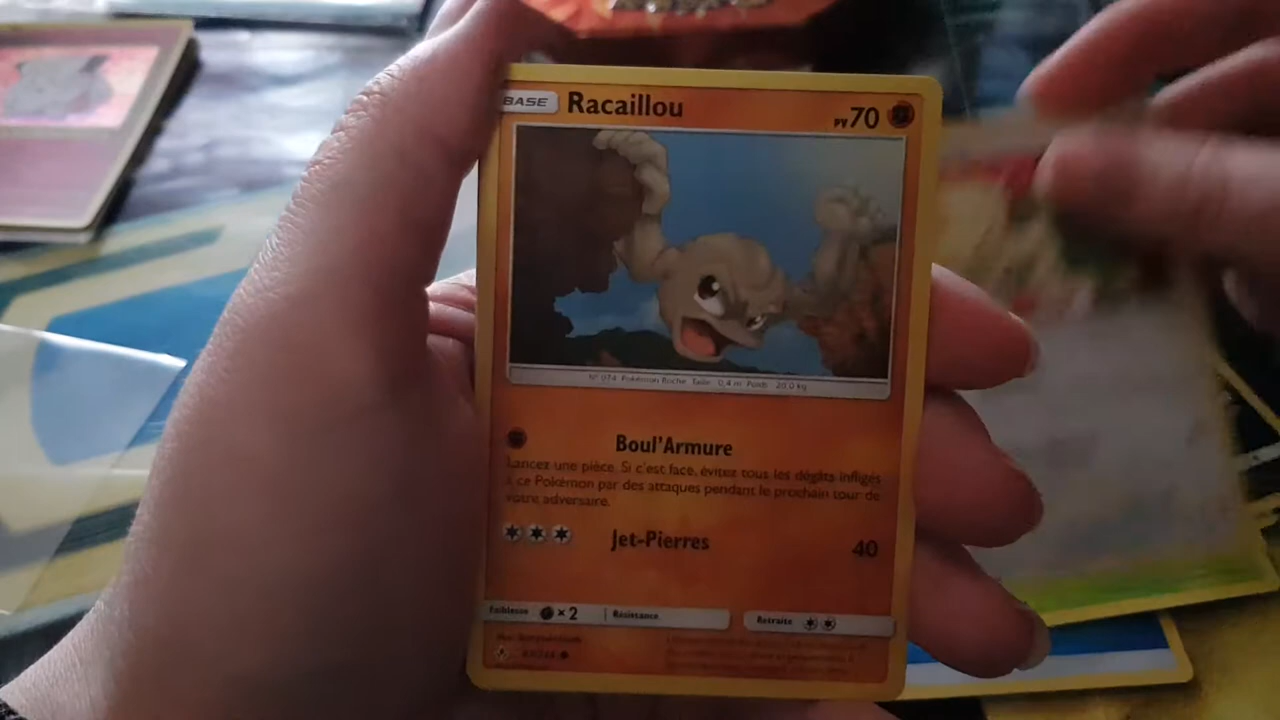 BASE Racaillou PV 70
N° 074 Pokémon Roche Taille : 0,4 m Poids : 20,0 kg
Boul'Armure
Lancez une pièce. Si c'est face, évitez tous les dégâts infligés
à ce Pokémon par des attaques pendant le prochain tour de
votre adversaire.
Jet-Pierres 40
Faiblesse ×2 Résistance Retraite